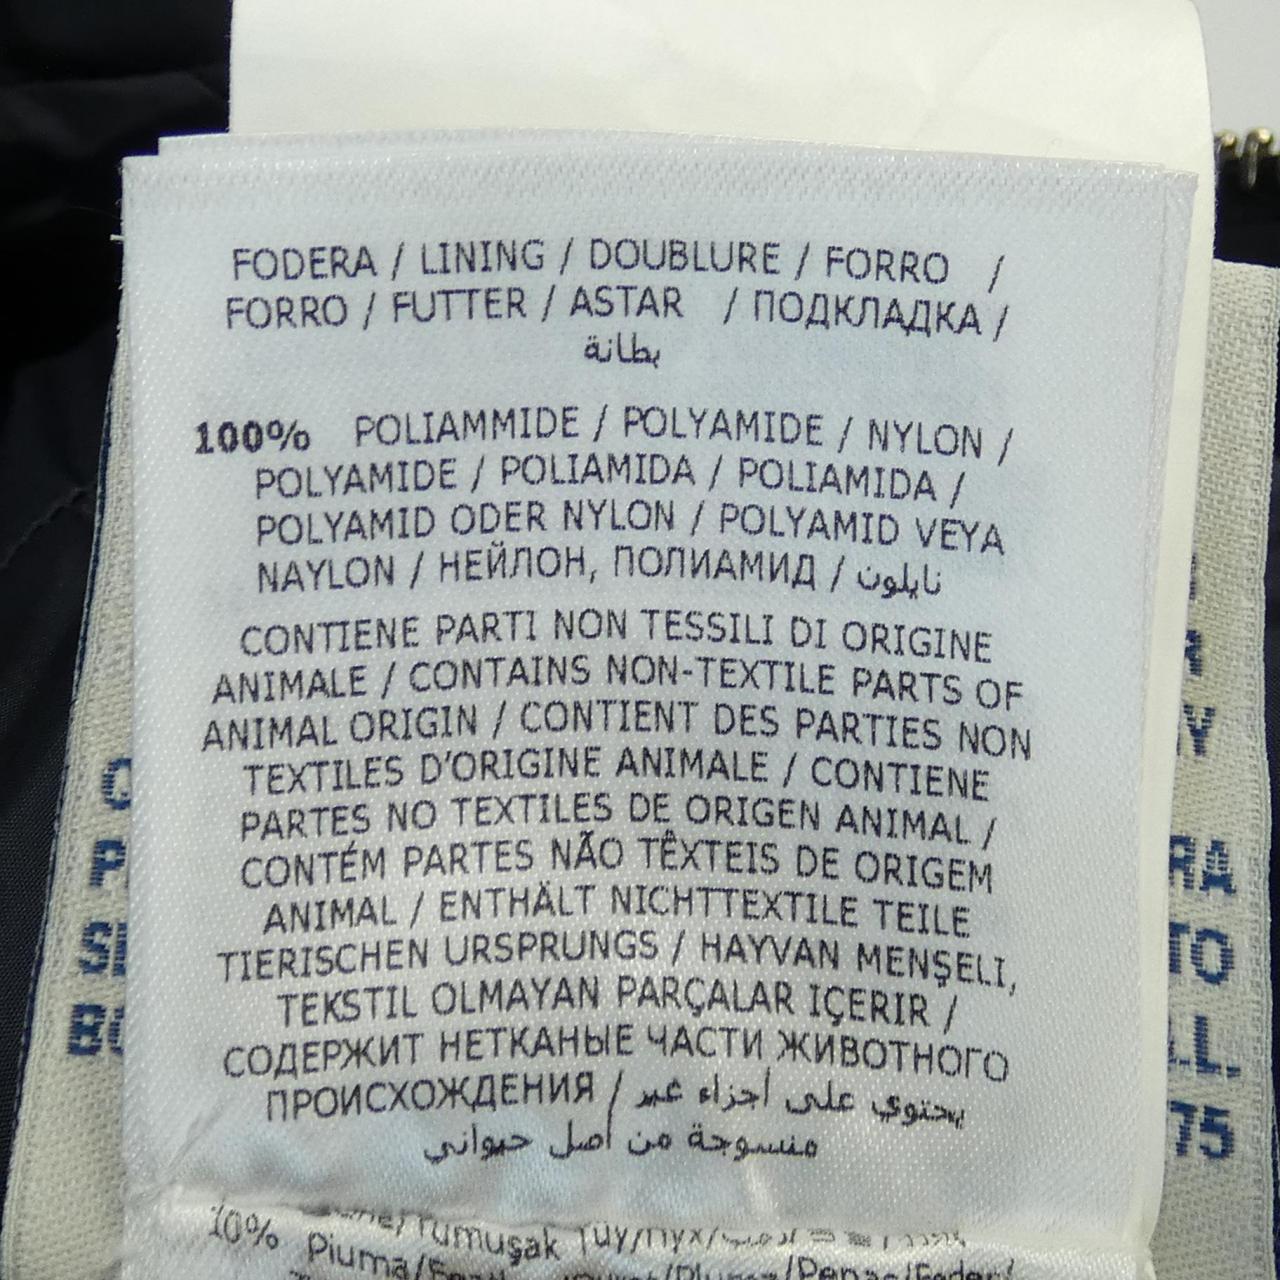 FODERA / LINING / DOUBLURE / FORRO /
FORRO / FUTTER / ASTAR / ПОДКЛАДКА /
بطانة
100% POLIAMMIDE / POLYAMIDE / NYLON /
POLYAMIDE / POLIAMIDA / POLIAMIDA /
POLYAMID ODER NYLON / POLYAMID VEYA
NAYLON / НЕЙЛОН, ПОЛИАМИД / نايلون
CONTIENE PARTI NON TESSILI DI ORIGINE
ANIMALE / CONTAINS NON-TEXTILE PARTS OF
ANIMAL ORIGIN / CONTIENT DES PARTIES NON
TEXTILES D'ORIGINE ANIMALE / CONTIENE
PARTES NO TEXTILES DE ORIGEN ANIMAL /
CONTÉM PARTES NÃO TÊXTEIS DE ORIGEM
ANIMAL / ENTHÄLT NICHTTEXTILE TEILE
TIERISCHEN URSPRUNGS / HAYVAN MENŞELI,
TEKSTIL OLMAYAN PARÇALAR IÇERIR /
СОДЕРЖИТ НЕТКАНЫЕ ЧАСТИ ЖИВОТНОГО
ПРОИСХОЖДЕНИЯ / يحتوي على أجزاء غير
منسوجة من أصل حيواني
Tumuşak Tüy/Пух/
10% Piuma/
75